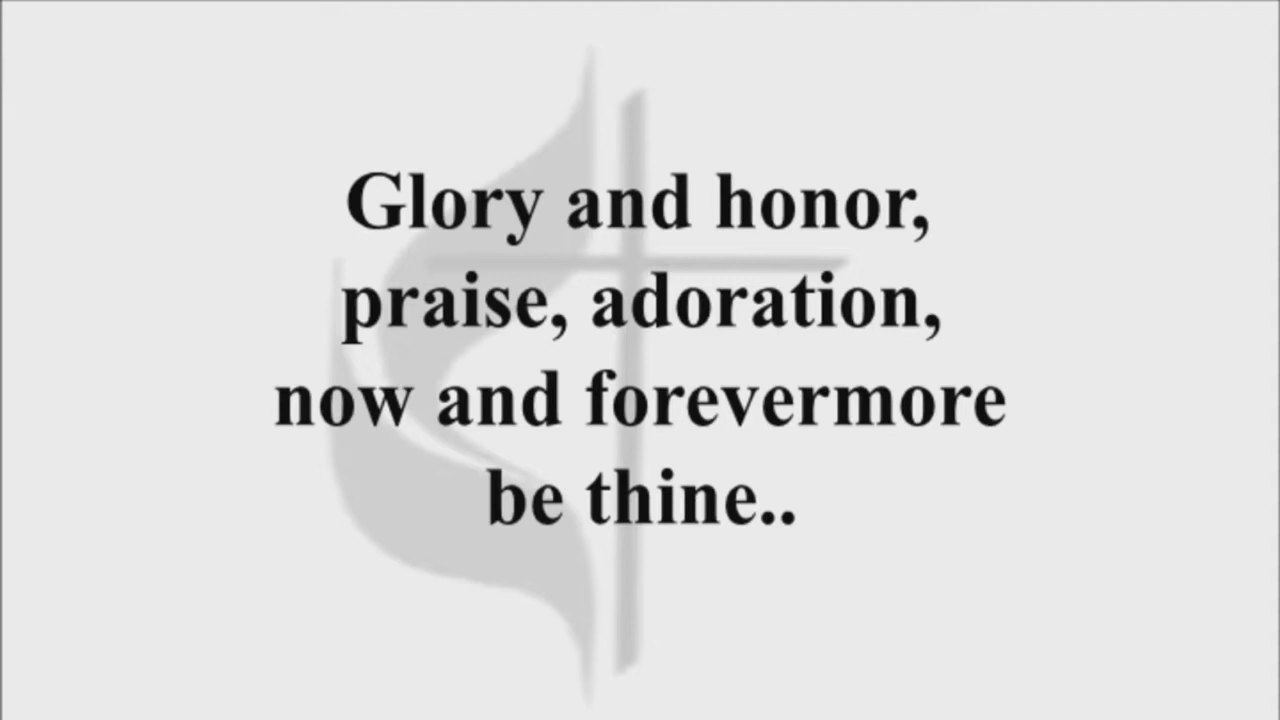 Glory and honor,
praise, adoration,
now and forevermore
be thine..